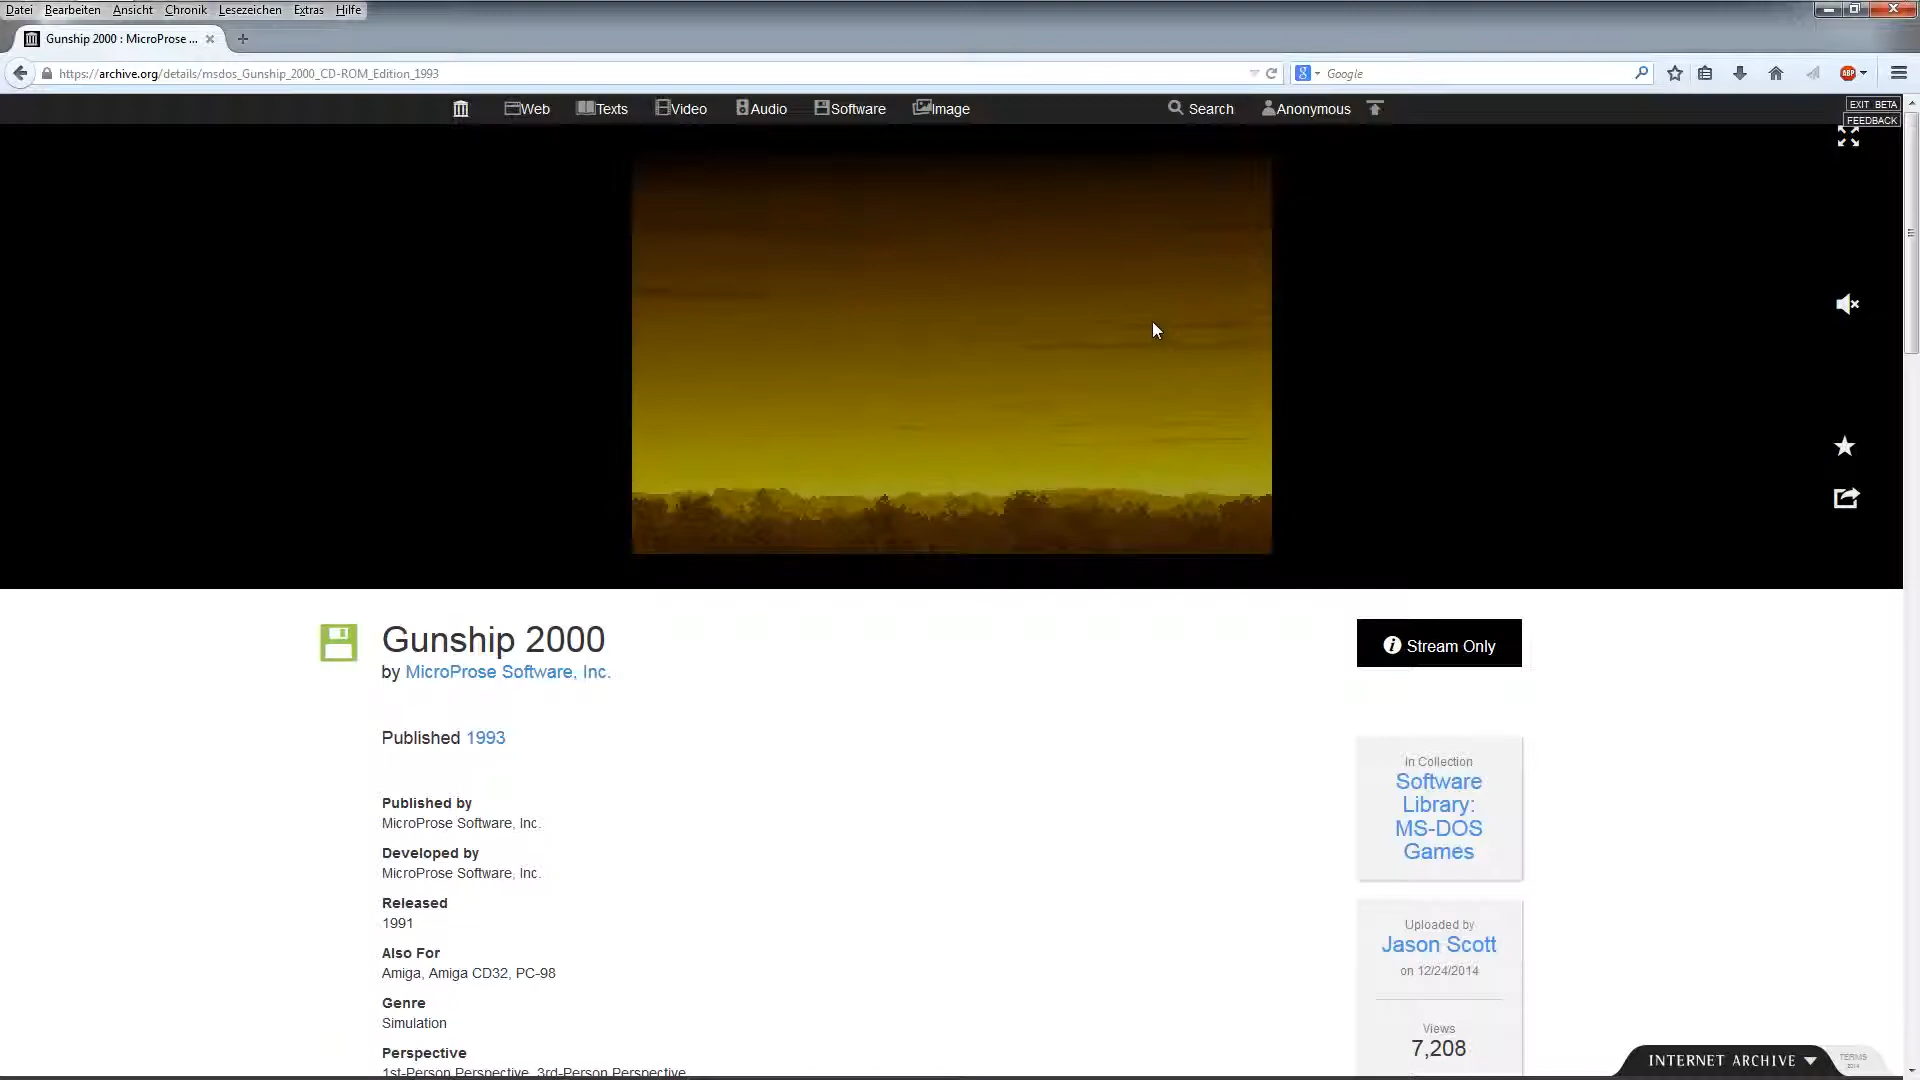 Datei Bearbeiten Ansicht Chronik Lesezeichen Extras Hilfe
Gunship 2000 : MicroProse ...
https://archive.org/details/msdos_Gunship_2000_CD-ROM_Edition_1993
Google
ABP
Web Texts Video Audio Software Image Search Anonymous
EXIT BETA
FEEDBACK
Gunship 2000
by MicroProse Software, Inc.
Stream Only
Published 1993
In Collection
Software
Library:
MS-DOS
Games
Published by
MicroProse Software, Inc.
Developed by
MicroProse Software, Inc.
Released
1991
Also For
Amiga, Amiga CD32, PC-98
Genre
Simulation
Perspective
1st-Person Perspective, 3rd-Person Perspective
Uploaded by
Jason Scott
on 12/24/2014
Views
7,208
INTERNET ARCHIVE
TERMS
2014